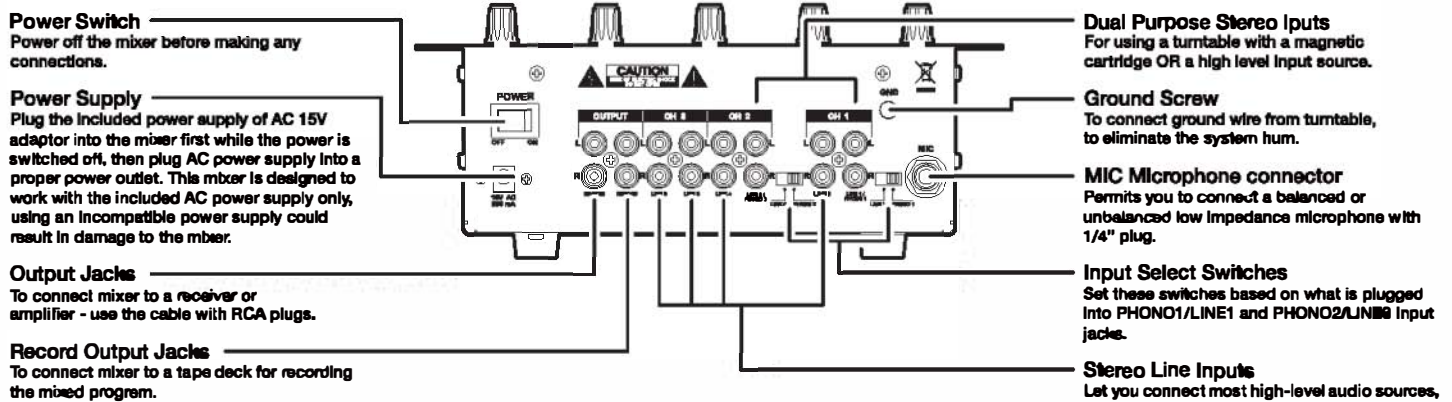 Power Switch
Power off the mixer before making any
connections.
Power Supply
Plug the included power supply of AC 15V
adaptor into the mixer first while the power is
switched off, then plug AC power supply into a
proper power outlet. This mixer is designed to
work with the included AC power supply only,
using an incompatible power supply could
result in damage to the mixer.
Output Jacks
To connect mixer to a receiver or
amplifier - use the cable with RCA plugs.
Record Output Jacks
To connect mixer to a tape deck for recording
the mixed program.
CAUTION
POWER
OFF ON
OUTPUT CH 3 CH 2 CH 1
GND
MIC
L L L L
R R R R
15V AC
Dual Purpose Stereo Iputs
For using a turntable with a magnetic
cartridge OR a high level input source.
Ground Screw
To connect ground wire from turntable,
to eliminate the system hum.
MIC Microphone connector
Permits you to connect a balanced or
unbalanced low impedance microphone with
1/4" plug.
Input Select Switches
Set these switches based on what is plugged
into PHONO1/LINE1 and input
jacks.
Stereo Line Inputs
Let you connect most high-level audio sources,